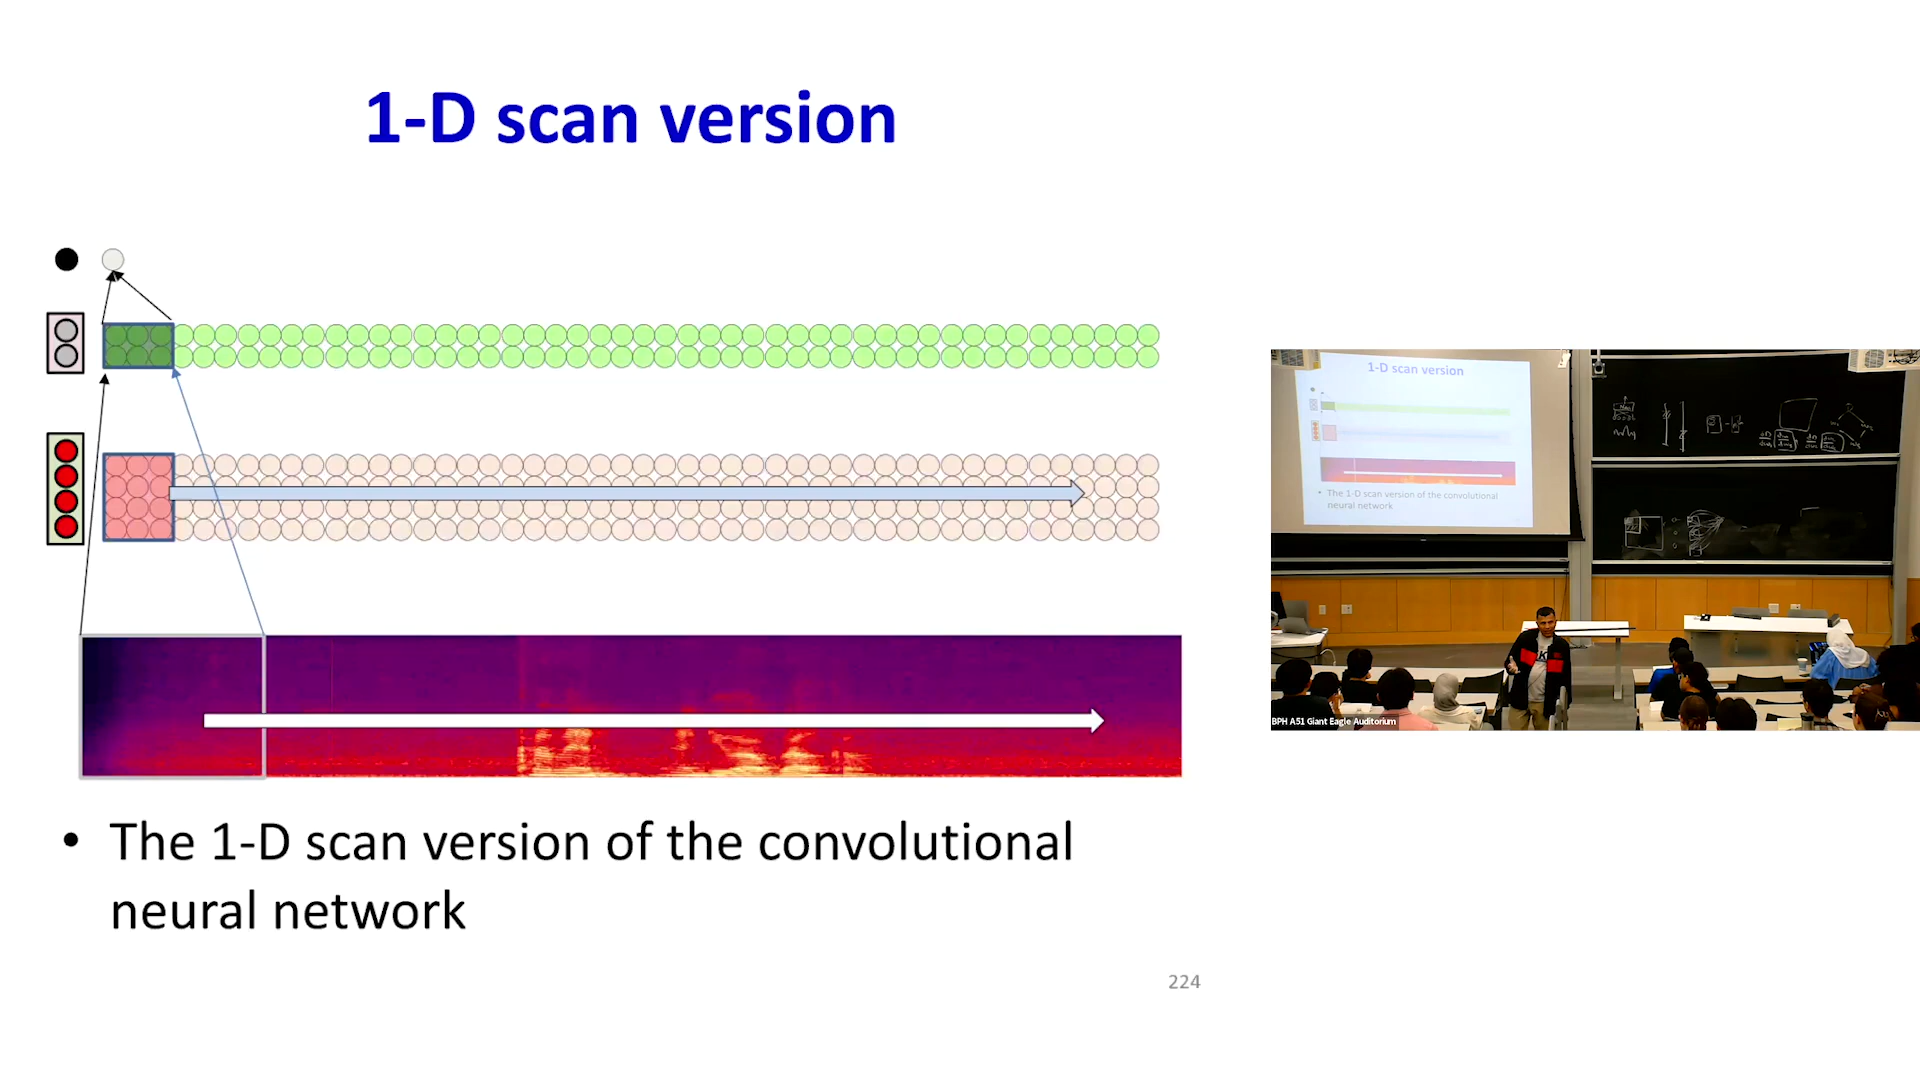 1-D scan version
• The 1-D scan version of the convolutional
neural network
224
1-D scan version
• The 1-D scan version of the convolutional
neural network
BPH A51 Giant Eagle Auditorium